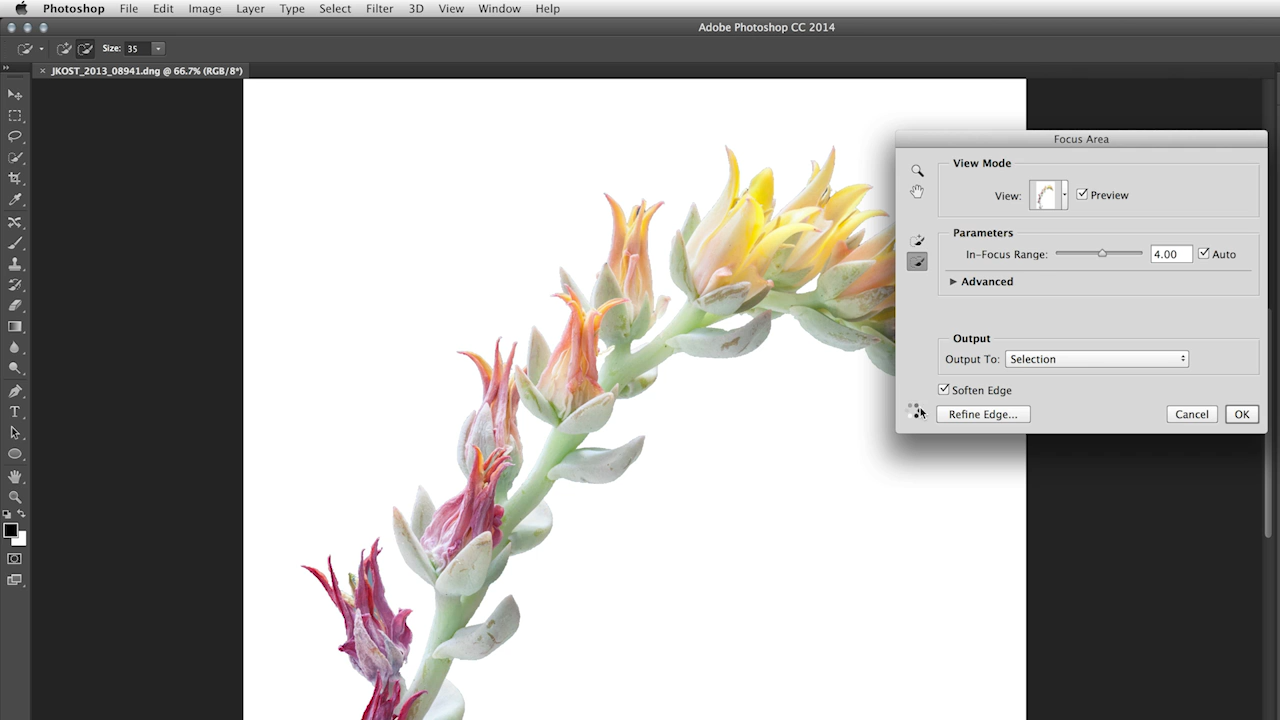 Photoshop File Edit Image Layer Type Select Filter 3D View Window Help
Adobe Photoshop CC 2014
Size: 35
× JKOST_2013_08941.dng @ 66.7% (RGB/8*)
Focus Area
View Mode
View: Preview
Parameters
In-Focus Range: 4.00 Auto
Advanced
Output
Output To: Selection
Soften Edge
Refine Edge... Cancel OK